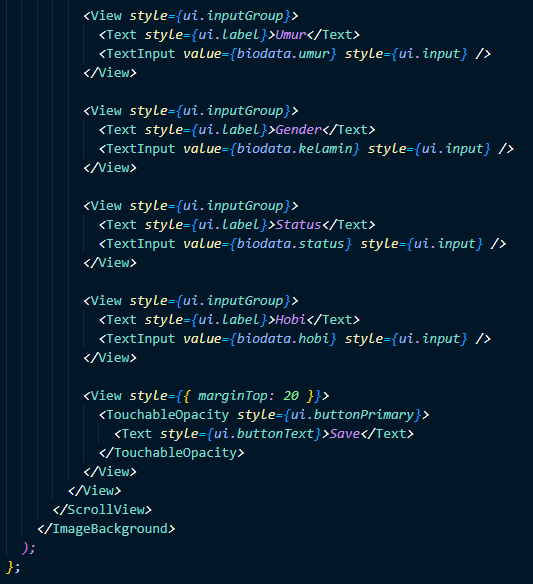 <View style={ui.inputGroup}>
<Text style={ui.label}>Umur</Text>
<TextInput value={biodata.umur} style={ui.input} />
</View>
<View style={ui.inputGroup}>
<Text style={ui.label}>Gender</Text>
<TextInput value={biodata.kelamin} style={ui.input} />
</View>
<View style={ui.inputGroup}>
<Text style={ui.label}>Status</Text>
<TextInput value={biodata.status} style={ui.input} />
</View>
<View style={ui.inputGroup}>
<Text style={ui.label}>Hobi</Text>
<TextInput value={biodata.hobi} style={ui.input} />
</View>
<View style={{ marginTop: 20 }}>
<TouchableOpacity style={ui.buttonPrimary}>
<Text style={ui.buttonText}>Save</Text>
</TouchableOpacity>
</View>
</View>
</ScrollView>
</ImageBackground>
);
};